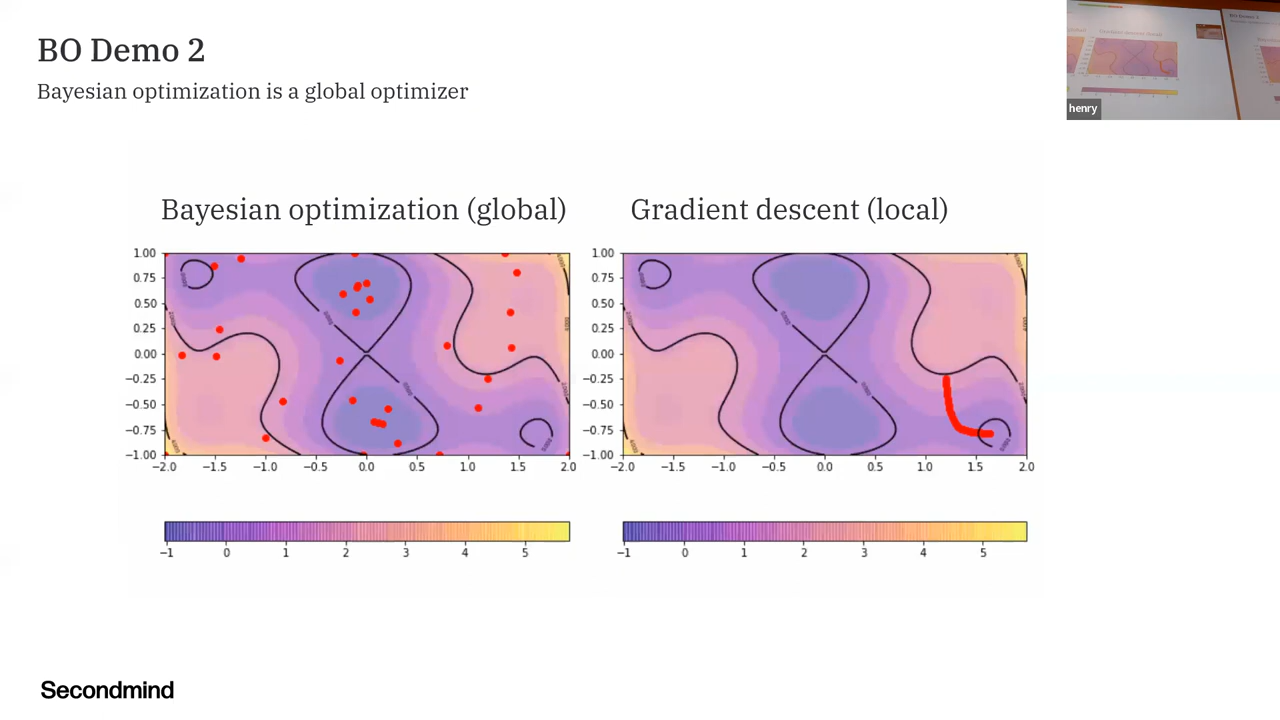 BO Demo 2
Bayesian optimization is a global optimizer
henry
Bayesian optimization (global)
Gradient descent (local)
1.00
0.75
0.50
0.25
0.00
−0.25
−0.50
−0.75
−1.00
−2.0 −1.5 −1.0 −0.5 0.0 0.5 1.0 1.5 2.0
1.00
0.75
0.50
0.25
0.00
−0.25
−0.50
−0.75
−1.00
−2.0 −1.5 −1.0 −0.5 0.0 0.5 1.0 1.5 2.0
−1 0 1 2 3 4 5
−1 0 1 2 3 4 5
Secondmind